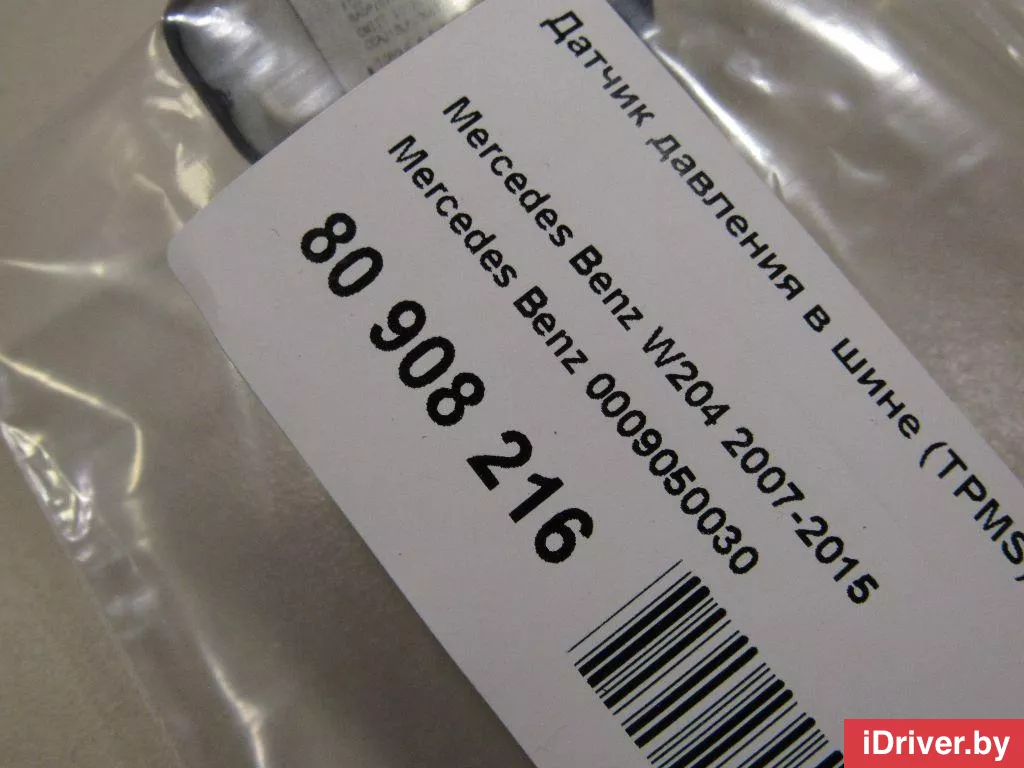 Датчик давления в шине (TPMS)
Mercedes Benz W204 2007-2015
Mercedes Benz 0009050030
80 908 216
iDriver.by